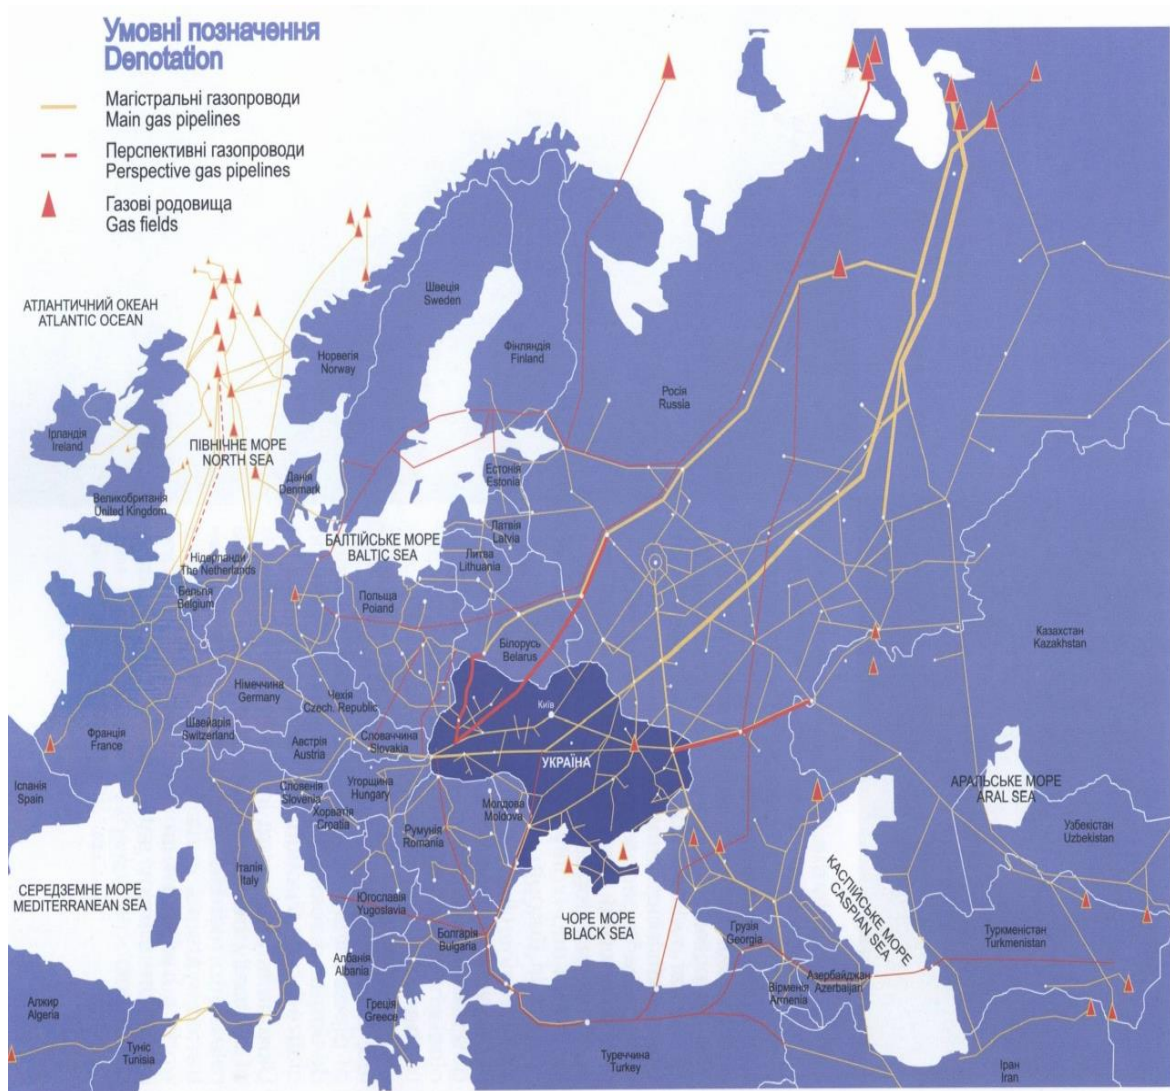 Умовні позначення
Denotation
Магістральні газопроводи
Main gas pipelines
Перспективні газопроводи
Perspective gas pipelines
Газові родовища
Gas fields
АТЛАНТИЧНИЙ ОКЕАН
ATLANTIC OCEAN
Швеція
Sweden
Фінляндія
Finland
Норвегія
Norway
Росія
Russia
Ірландія
Ireland
ПІВНІЧНЕ МОРЕ
NORTH SEA
Данія
Denmark
Естонія
Estonia
Великобританія
United Kingdom
Латвія
Latvia
БАЛТІЙСЬКЕ МОРЕ
BALTIC SEA
Литва
Lithuania
Нідерланди
The Netherlands
Бельгія
Belgium
Польща
Poland
Білорусь
Belarus
Казахстан
Kazakhstan
Німеччина
Germany
Чехія
Czech. Republic
Київ
Франція
France
Швейцарія
Switzerland
Австрія
Austria
Словаччина
Slovakia
УКРАЇНА
Іспанія
Spain
Словенія
Slovenia
Угорщина
Hungary
Молдова
Moldova
АРАЛЬСЬКЕ МОРЕ
ARAL SEA
Хорватія
Croatia
Румунія
Romania
Узбекістан
Uzbekistan
Італія
Italy
СЕРЕДЗЕМНЕ МОРЕ
MEDITERRANEAN SEA
Югославія
Yugoslavia
ЧОРЕ МОРЕ
BLACK SEA
КАСПІЙСЬКЕ МОРЕ
CASPIAN SEA
Болгарія
Bulgaria
Грузія
Georgia
Туркменістан
Turkmenistan
Албанія
Albania
Вірменія
Armenia
Азербайджан
Azerbaijan
Алжир
Algeria
Греція
Greece
Туніс
Tunisia
Туреччина
Turkey
Іран
Iran